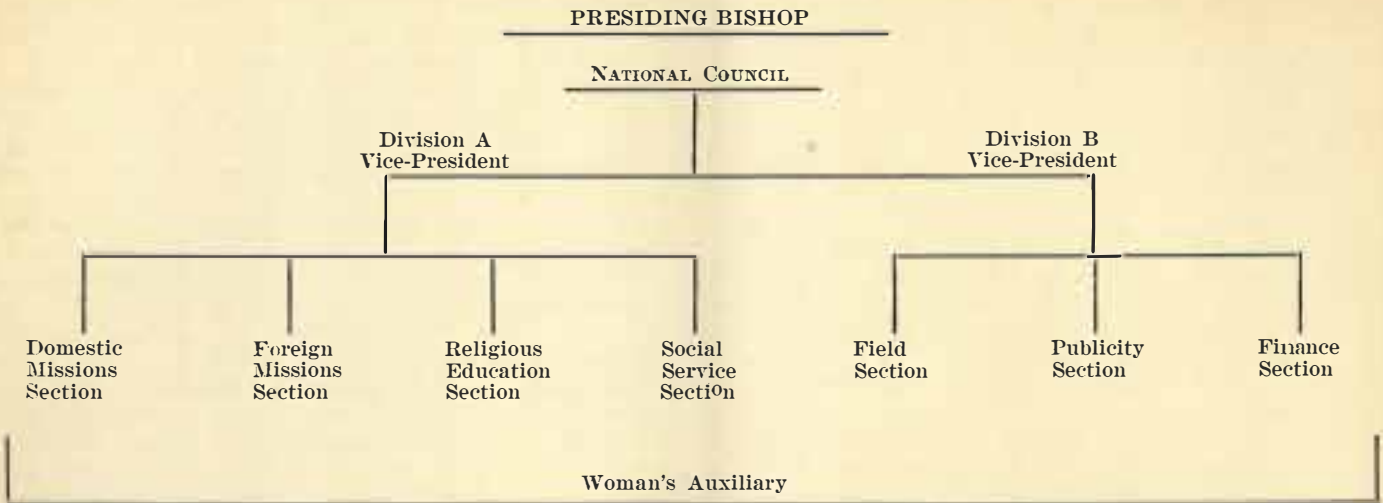 PRESIDING BISHOP
NATIONAL COUNCIL
Division A
Vice-President
Division B
Vice-President
Domestic
Missions
Section
Foreign
Missions
Section
Religious
Education
Section
Social
Service
Section
Field
Section
Publicity
Section
Finance
Section
Woman's Auxiliary